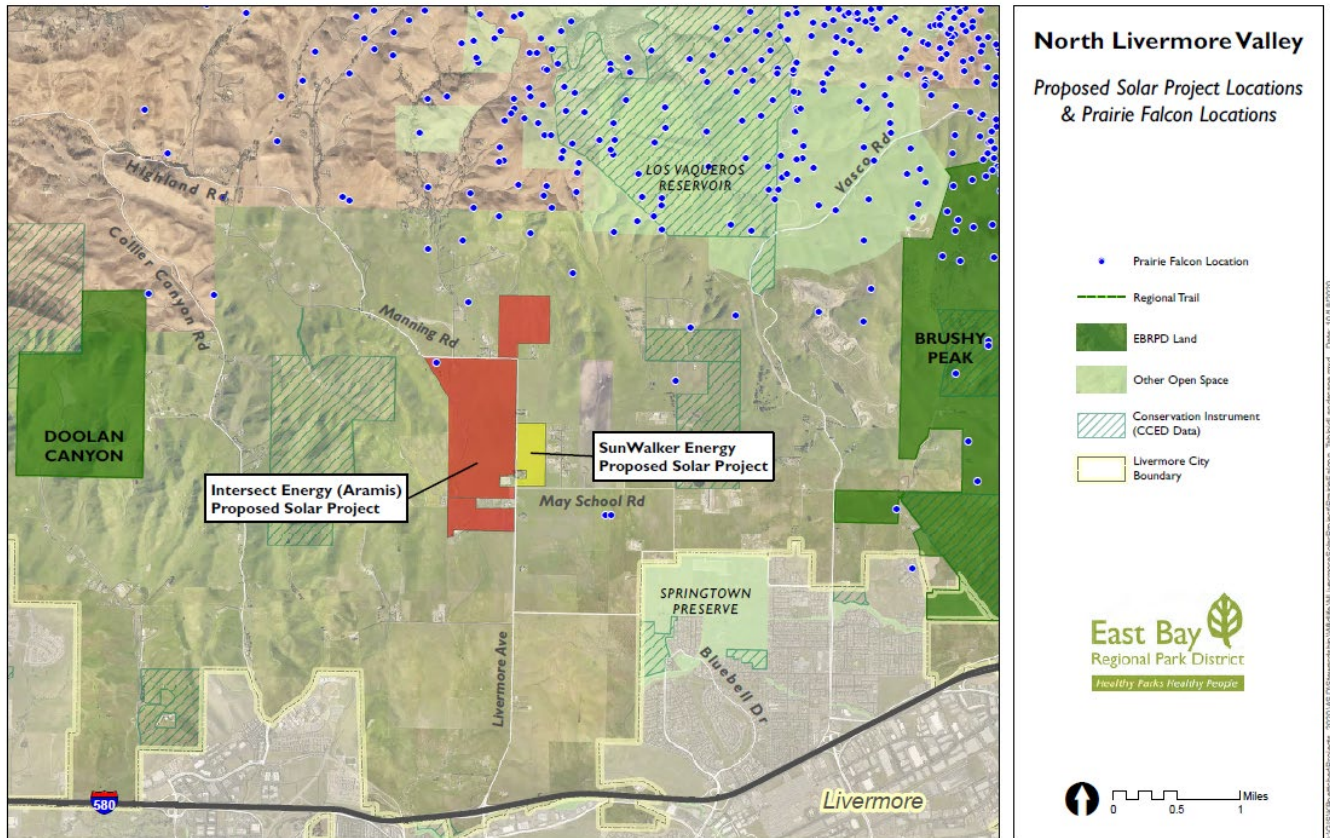 North Livermore Valley
Proposed Solar Project Locations
& Prairie Falcon Locations
Prairie Falcon Location
Regional Trail
EBRPD Land
Other Open Space
Conservation Instrument
(CCED Data)
Livermore City
Boundary
East Bay
Regional Park District
Healthy Parks Healthy People
0 0.5 1 Miles
LOS VAQUEROS
RESERVOIR
Vasco Rd
Highland Rd
Collier Canyon Rd
Manning Rd
BRUSHY
PEAK
DOOLAN
CANYON
SunWalker Energy
Proposed Solar Project
Intersect Energy (Aramis)
Proposed Solar Project
May School Rd
SPRINGTOWN
PRESERVE
Livermore Ave
Bluebell Dr
580
Livermore